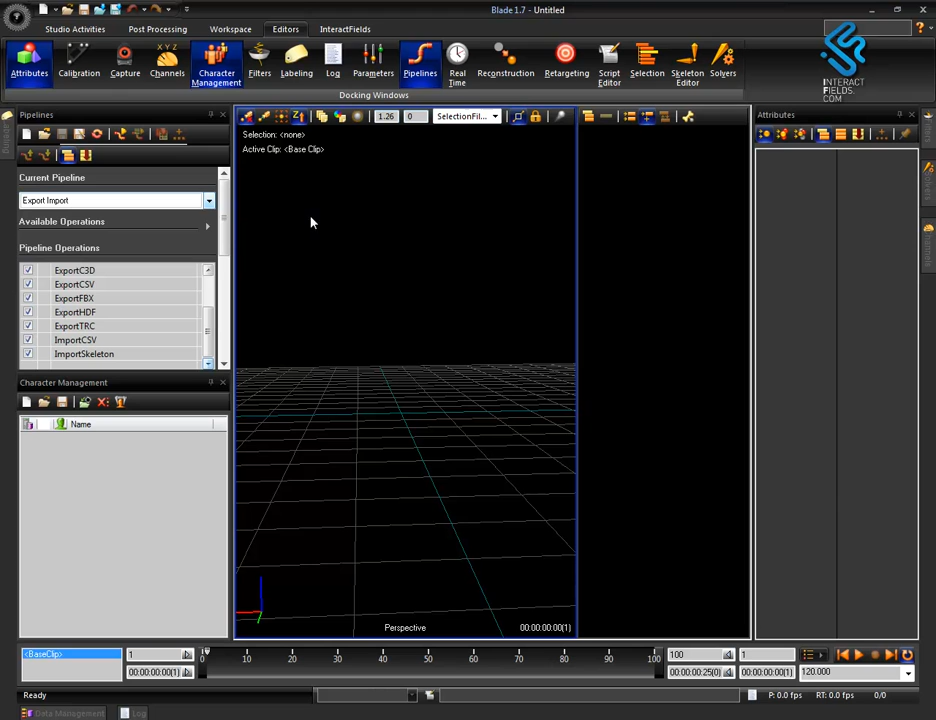 Blade 1.7 - Untitled
Studio Activities Post Processing Workspace Editors InteractFields
X Y Z
Attributes Calibration Capture Channels Character Management Filters Labeling Log Parameters Pipelines Real Time Reconstruction Retargeting Script Editor Selection Skeleton Editor Solvers
INTERACT
FIELDS
.COM
Docking Windows
Pipelines
1.26 0 SelectionFil...
Attributes
Selection: <none>
Active Clip: <Base Clip>
Current Pipeline
Export Import
Available Operations
Pipeline Operations
ExportC3D
ExportCSV
ExportFBX
ExportHDF
ExportTRC
ImportCSV
ImportSkeleton
Character Management
Name
Filters
Solvers
Channels
Perspective 00:00:00:00(1)
<BaseClip> 1 0 10 20 30 40 50 60 70 80 90 100 100 1
00:00:00:00(1) 00:00:00:25(0) 00:00:00:00(1) 120.000
Ready P: 0.0 fps RT: 0.0 fps 0/0
Data Management Log